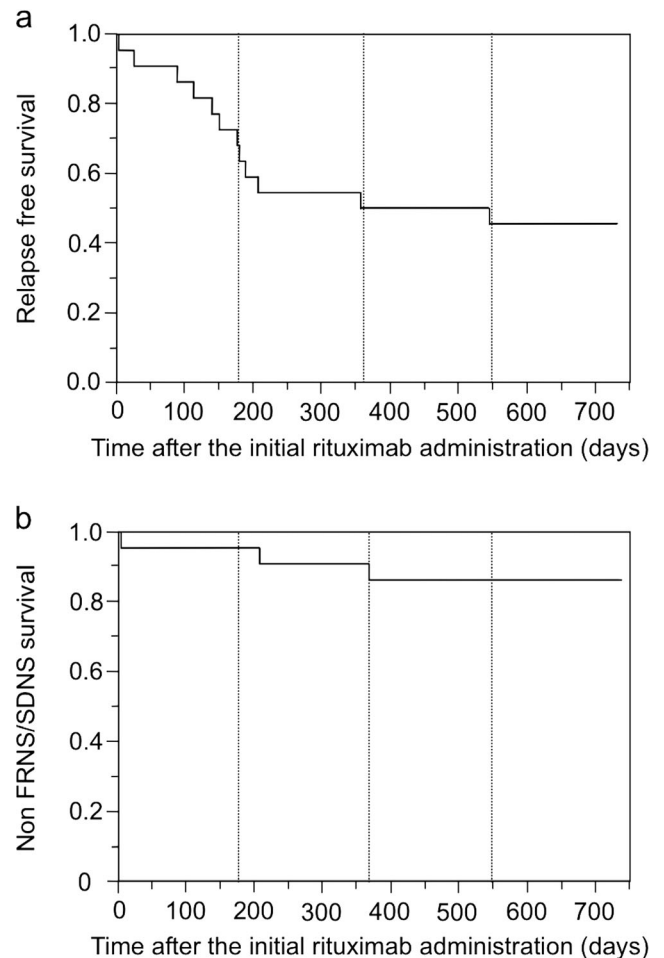 a
Relapse free survival
1.0
0.8
0.6
0.4
0.2
0.0
0 100 200 300 400 500 600 700
Time after the initial rituximab administration (days)
b
Non FRNS/SDNS survival
1.0
0.8
0.6
0.4
0.2
0
0 100 200 300 400 500 600 700
Time after the initial rituximab administration (days)